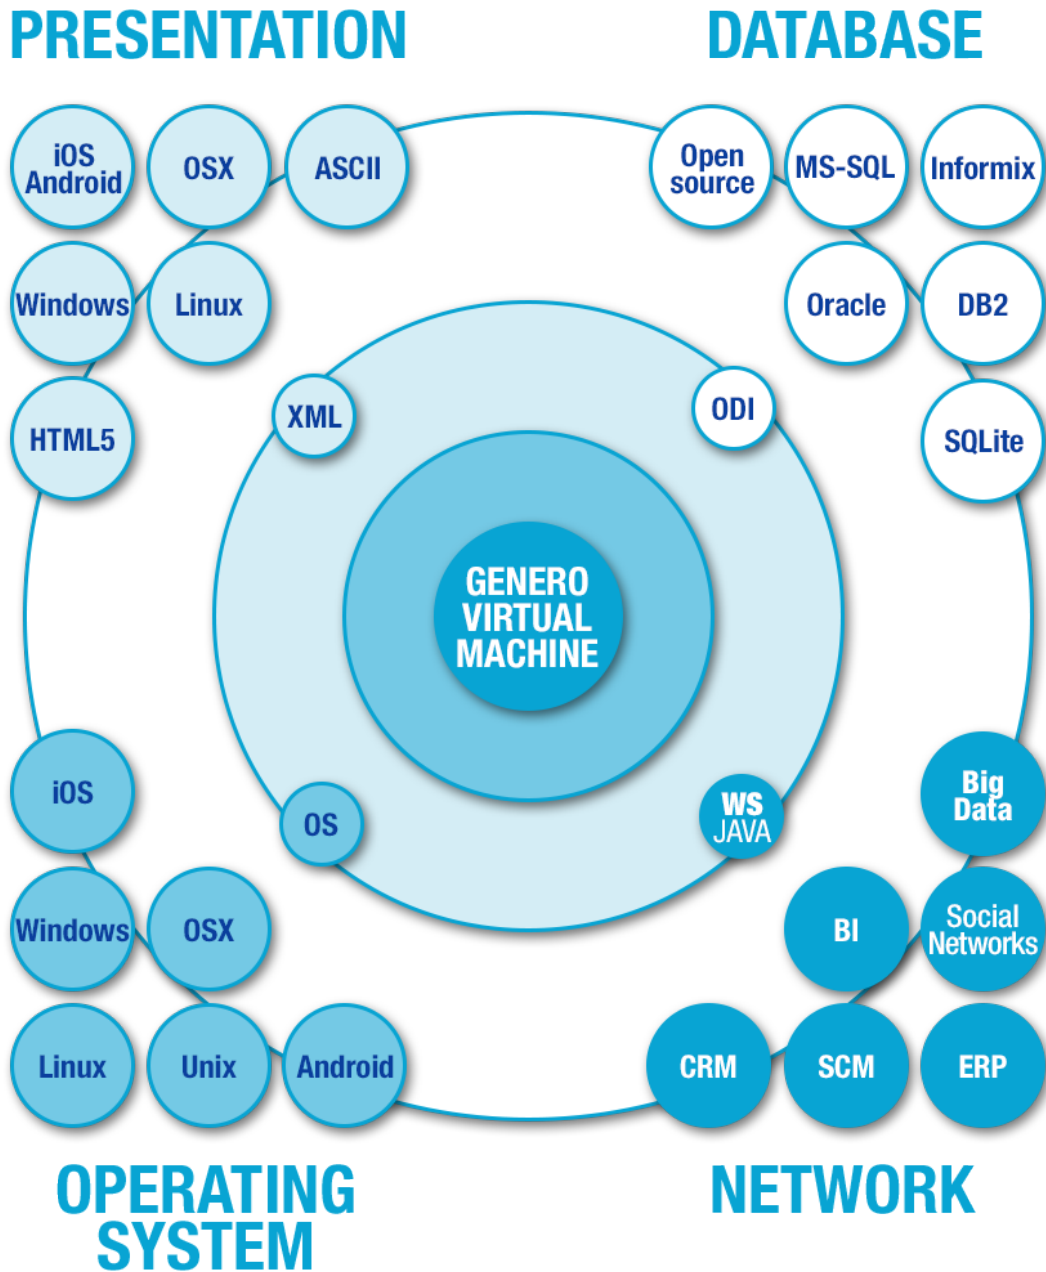 PRESENTATION
DATABASE
iOS
Android
OSX
ASCII
Open
source
MS-SQL
Informix
Windows
Linux
Oracle
DB2
HTML5
XML
ODI
SQLite
GENERO
VIRTUAL
MACHINE
iOS
OS
WS
JAVA
Big
Data
Windows
OSX
BI
Social
Networks
Linux
Unix
Android
CRM
SCM
ERP
OPERATING
SYSTEM
NETWORK